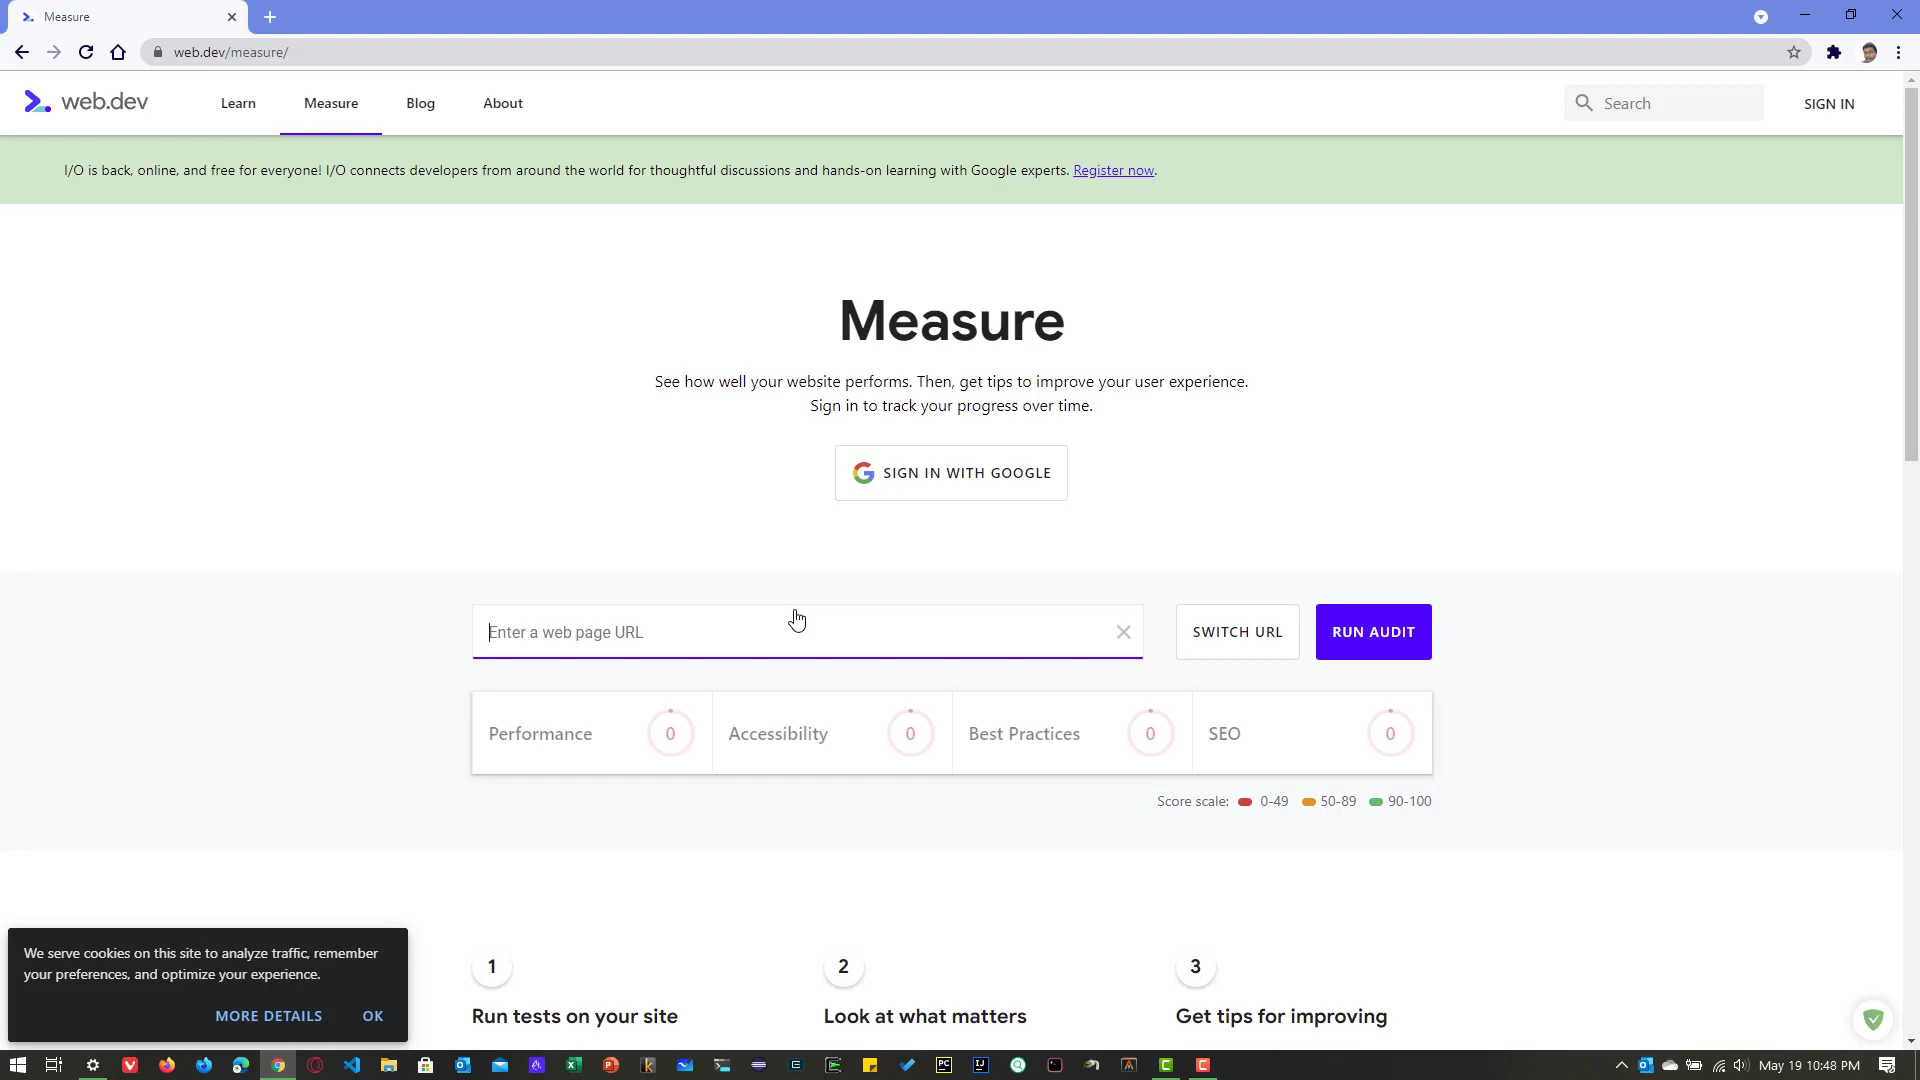 Measure
web.dev/measure/
web.dev
Learn
Measure
Blog
About
Search
SIGN IN
I/O is back, online, and free for everyone! I/O connects developers from around the world for thoughtful discussions and hands-on learning with Google experts. Register now.
Measure
See how well your website performs. Then, get tips to improve your user experience.
Sign in to track your progress over time.
SIGN IN WITH GOOGLE
Enter a web page URL
SWITCH URL
RUN AUDIT
Performance 0
Accessibility 0
Best Practices 0
SEO 0
Score scale: 0-49 50-89 90-100
We serve cookies on this site to analyze traffic, remember
your preferences, and optimize your experience.
MORE DETAILS
OK
1
Run tests on your site
2
Look at what matters
3
Get tips for improving
May 19 10:48 PM